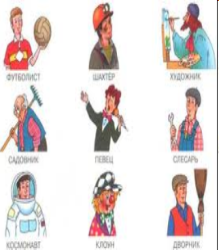 ФУТБОЛИСТ ШАХТЁР ХУДОЖНИК
САДОВНИК ПЕВЕЦ СЛЕСАРЬ
КОСМОНАВТ КЛОУН ДВОРНИК